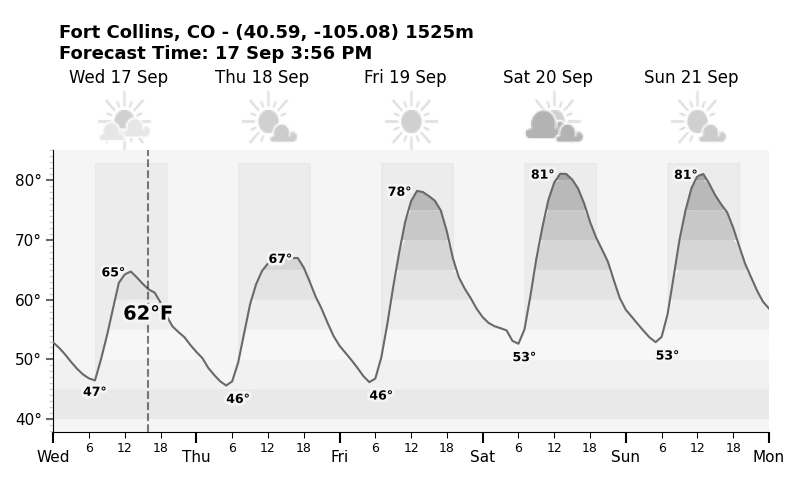 Fort Collins, CO - (40.59, -105.08) 1525m
Forecast Time: 17 Sep 3:56 PM
Wed 17 Sep Thu 18 Sep Fri 19 Sep Sat 20 Sep Sun 21 Sep
80° 81° 81°
78°
70°
65° 67°
60°
62°F
50° 53° 53°
47° 46° 46°
40°
6 12 18 6 12 18 6 12 18 6 12 18 6 12 18
Wed Thu Fri Sat Sun Mon